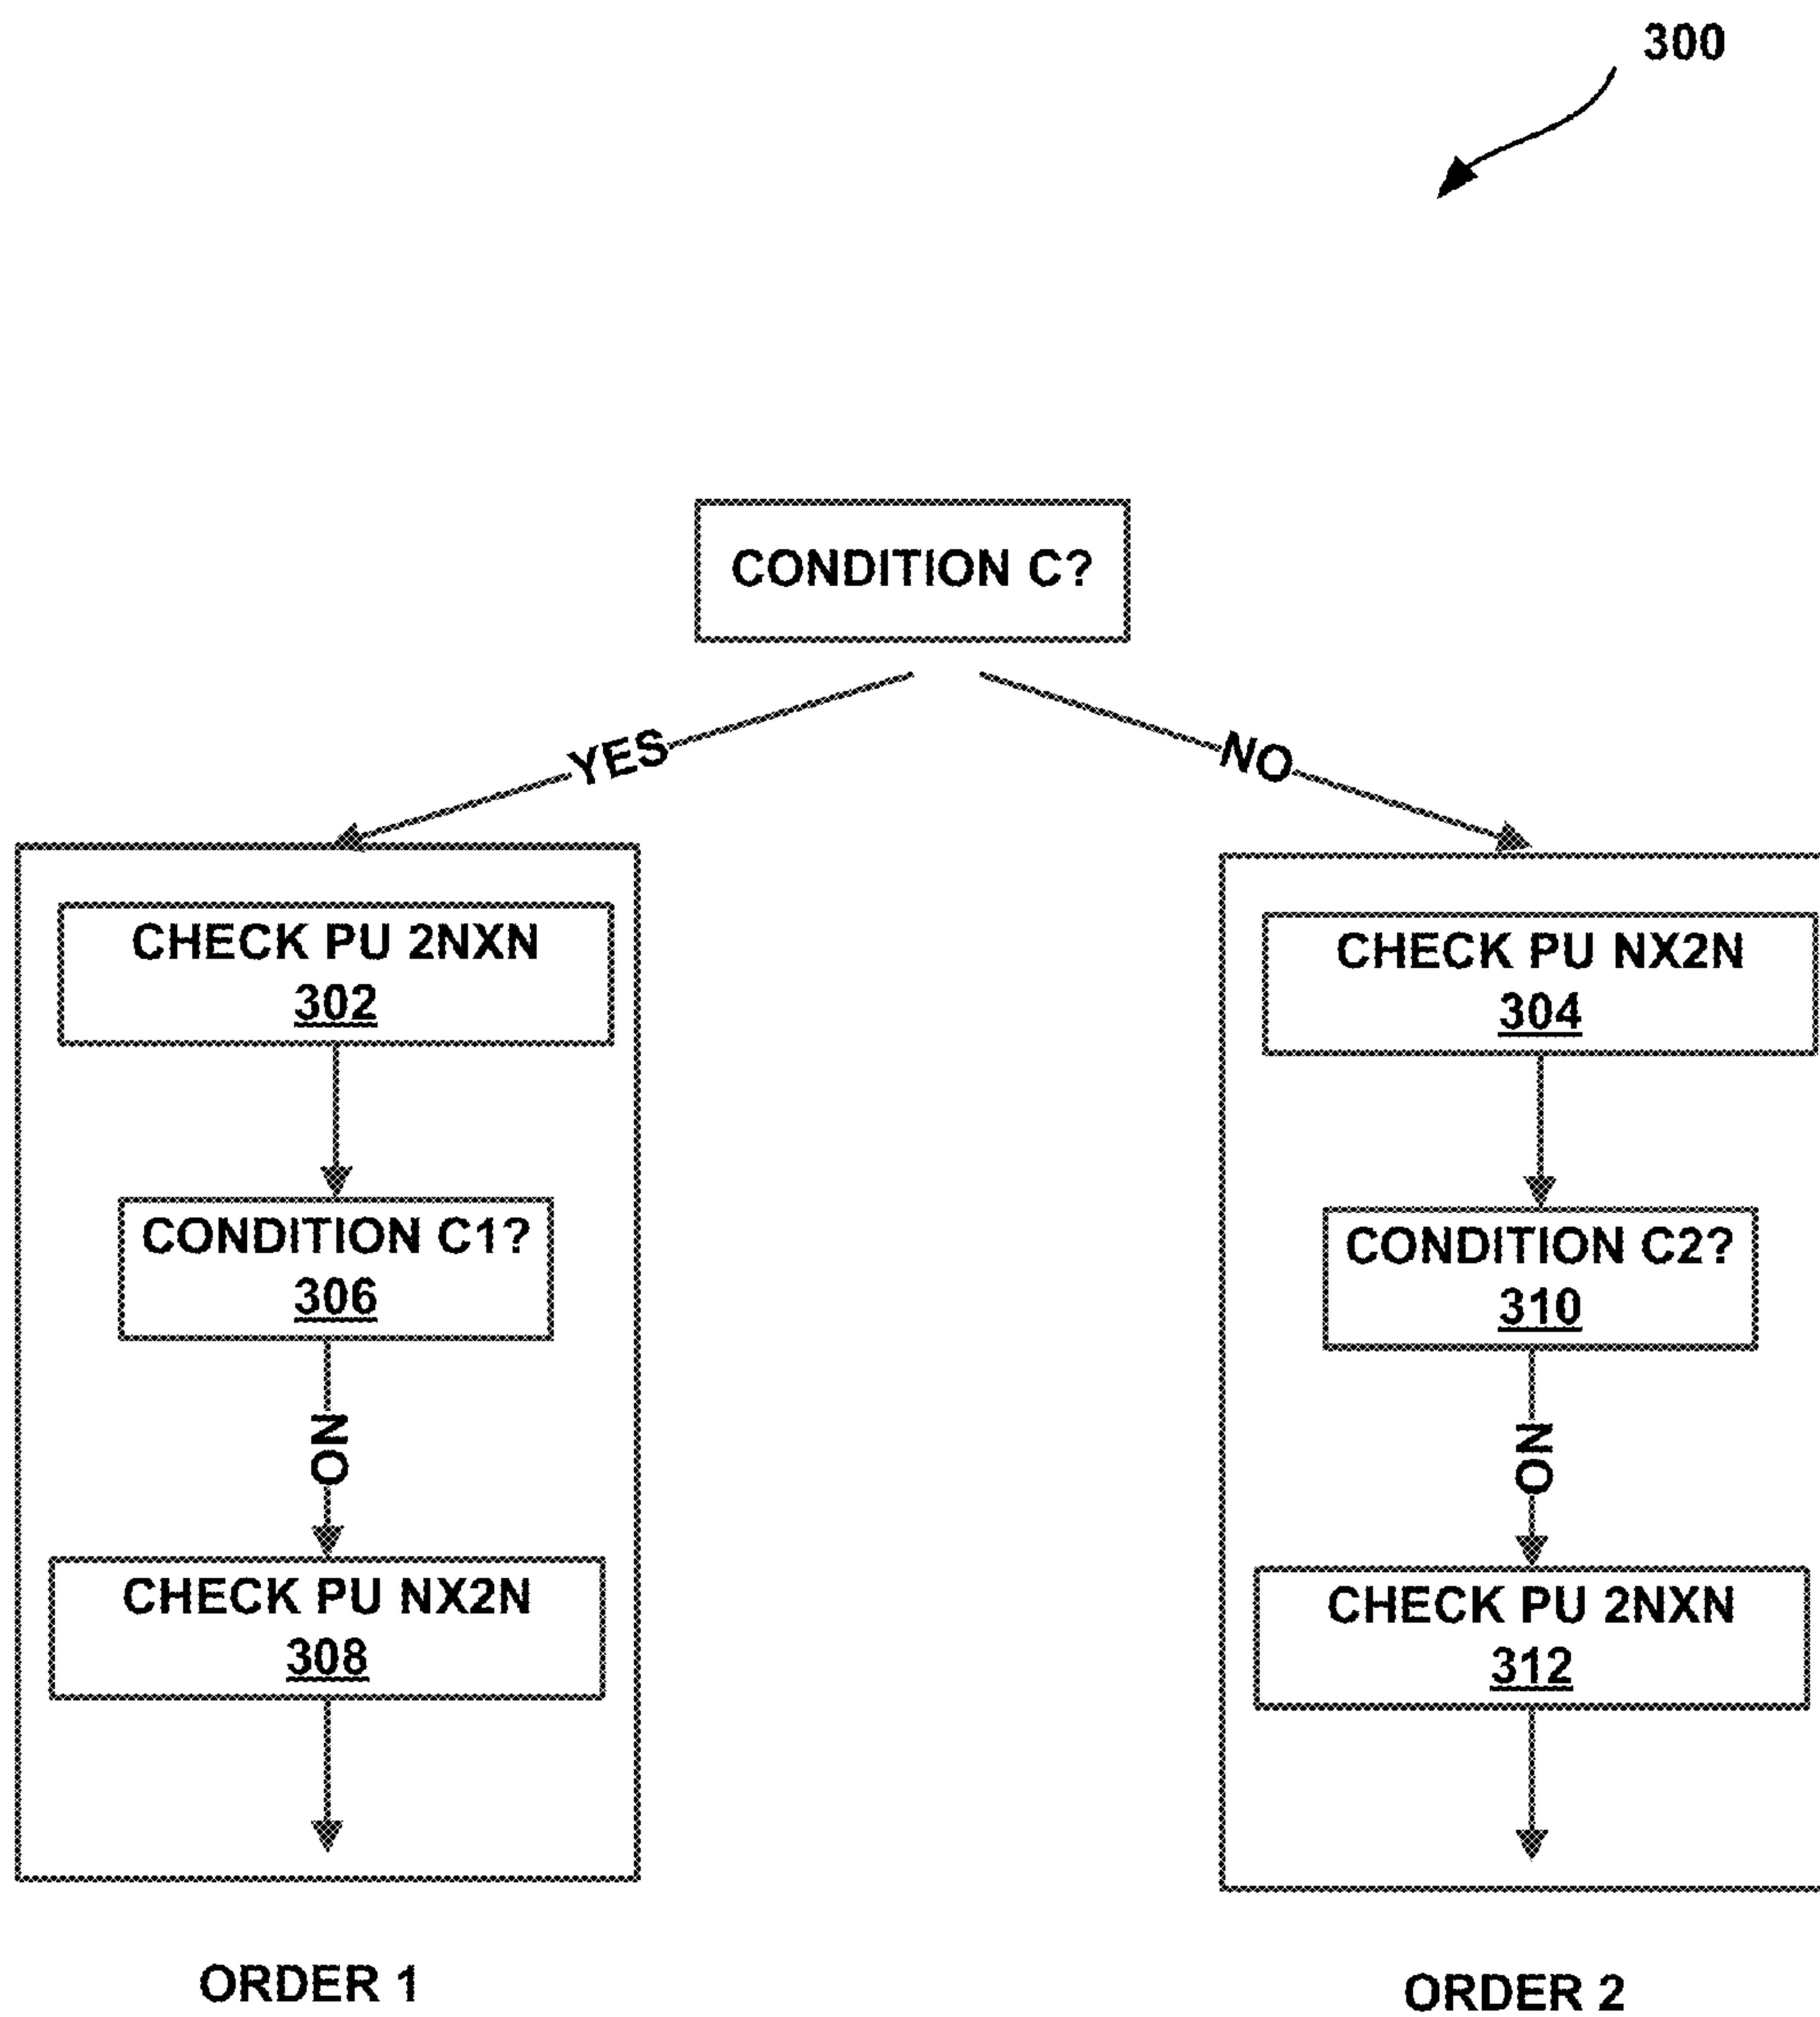 300
CONDITION C?
YES
NO
CHECK PU 2NXN
302
CONDITION C1?
306
NO
CHECK PU NX2N
308
ORDER 1
CHECK PU NX2N
304
CONDITION C2?
310
NO
CHECK PU 2NXN
312
ORDER 2